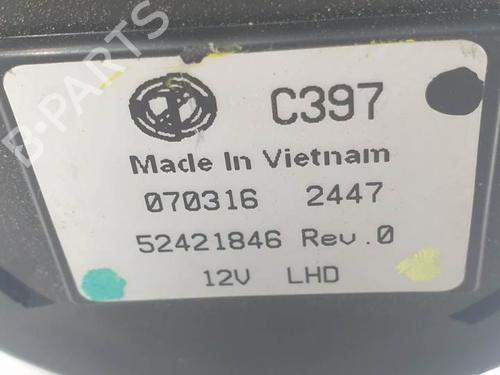 B-PARTS
C397
Made In Vietnam
070316 2447
52421846 Rev.0
12V LHD